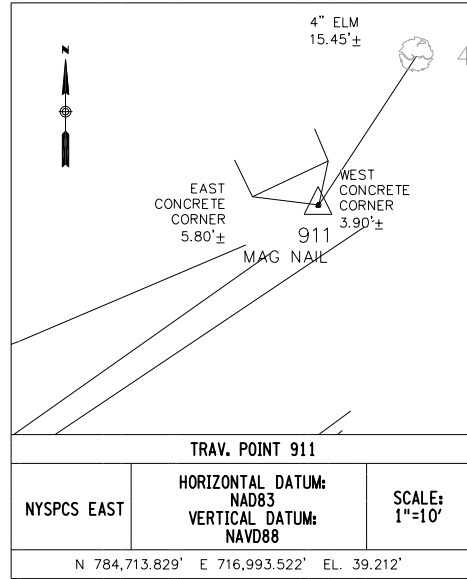 4" ELM
15.45'±
4
N
WEST
CONCRETE
CORNER
3.90'±
EAST
CONCRETE
CORNER
5.80'±
911
MAG NAIL
TRAV. POINT 911
NYSPCS EAST
HORIZONTAL DATUM:
NAD83
VERTICAL DATUM:
NAVD88
SCALE:
1"=10'
N 784,713.829' E 716,993.522' EL. 39.212'